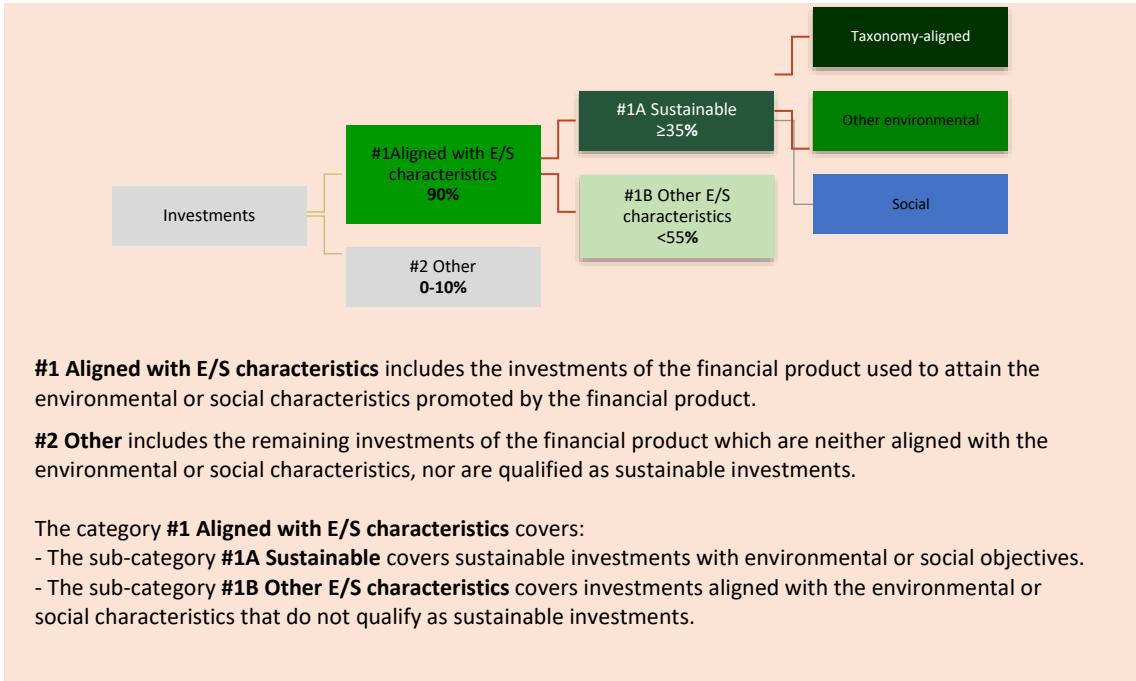 Taxonomy-aligned
#1A Sustainable
≥35%
Other environmental
#1Aligned with E/S
characteristics
90%
#1B Other E/S
characteristics
<55%
Social
Investments
#2 Other
0-10%
#1 Aligned with E/S characteristics includes the investments of the financial product used to attain the
environmental or social characteristics promoted by the financial product.
#2 Other includes the remaining investments of the financial product which are neither aligned with the
environmental or social characteristics, nor are qualified as sustainable investments.
The category #1 Aligned with E/S characteristics covers:
- The sub-category #1A Sustainable covers sustainable investments with environmental or social objectives.
- The sub-category #1B Other E/S characteristics covers investments aligned with the environmental or
social characteristics that do not qualify as sustainable investments.